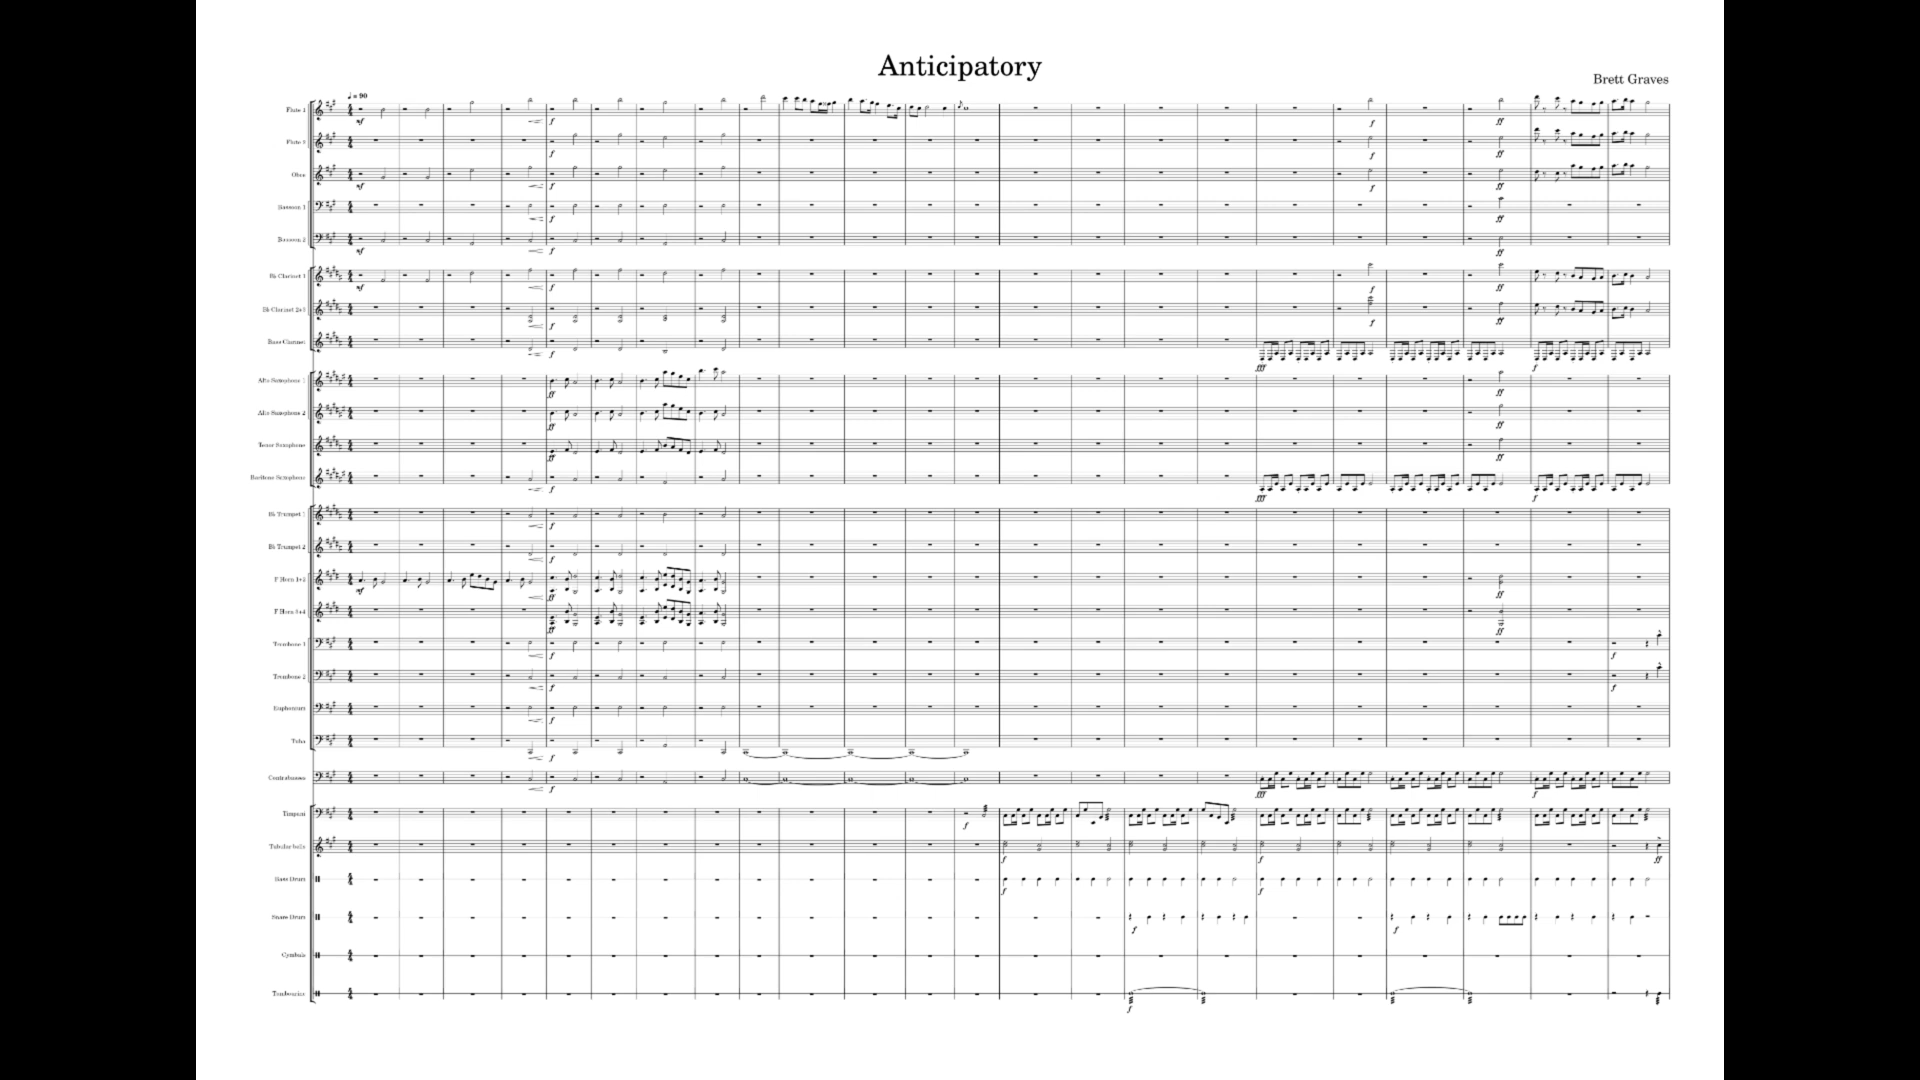 Anticipatory
Brett Graves
♩ = 90
Flute 1
Flute 2
Oboe
Bassoon 1
Bassoon 2
B♭ Clarinet 1
B♭ Clarinet 2+3
Bass Clarinet
Alto Saxophone 1
Alto Saxophone 2
Tenor Saxophone
Baritone Saxophone
B♭ Trumpet 1
B♭ Trumpet 2
F Horn 1+2
F Horn 3+4
Trombone 1
Trombone 2
Euphonium
Tuba
Contrabasses
Timpani
Tubular bells
Bass Drum
Snare Drum
Cymbals